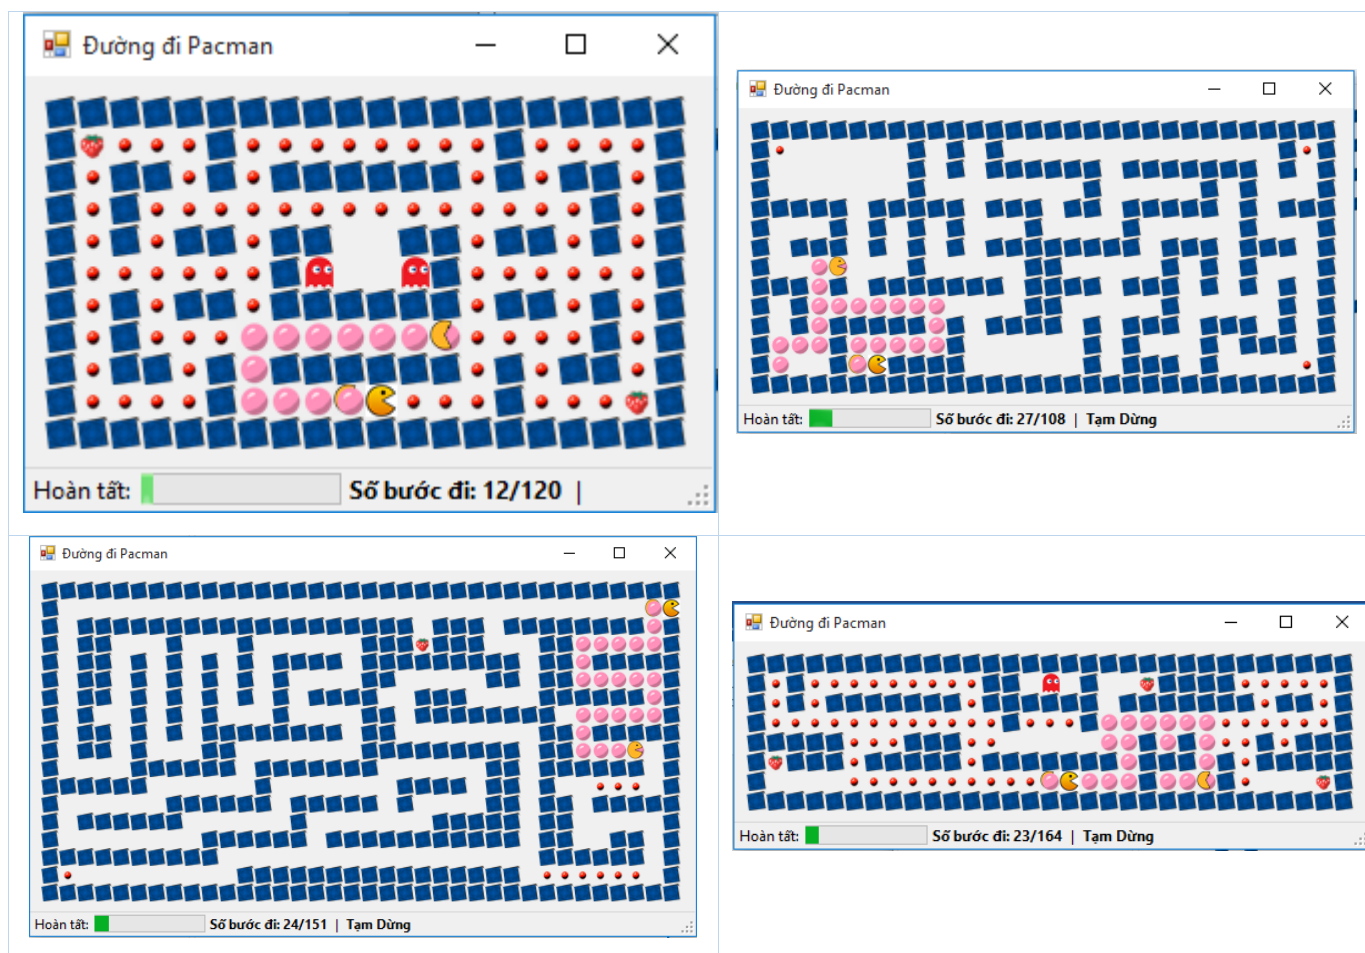 Đường đi Pacman
Hoàn tất:
Số bước đi: 12/120 |
Đường đi Pacman
Hoàn tất:
Số bước đi: 27/108 | Tạm Dừng
Đường đi Pacman
Hoàn tất:
Số bước đi: 24/151 | Tạm Dừng
Đường đi Pacman
Hoàn tất:
Số bước đi: 23/164 | Tạm Dừng